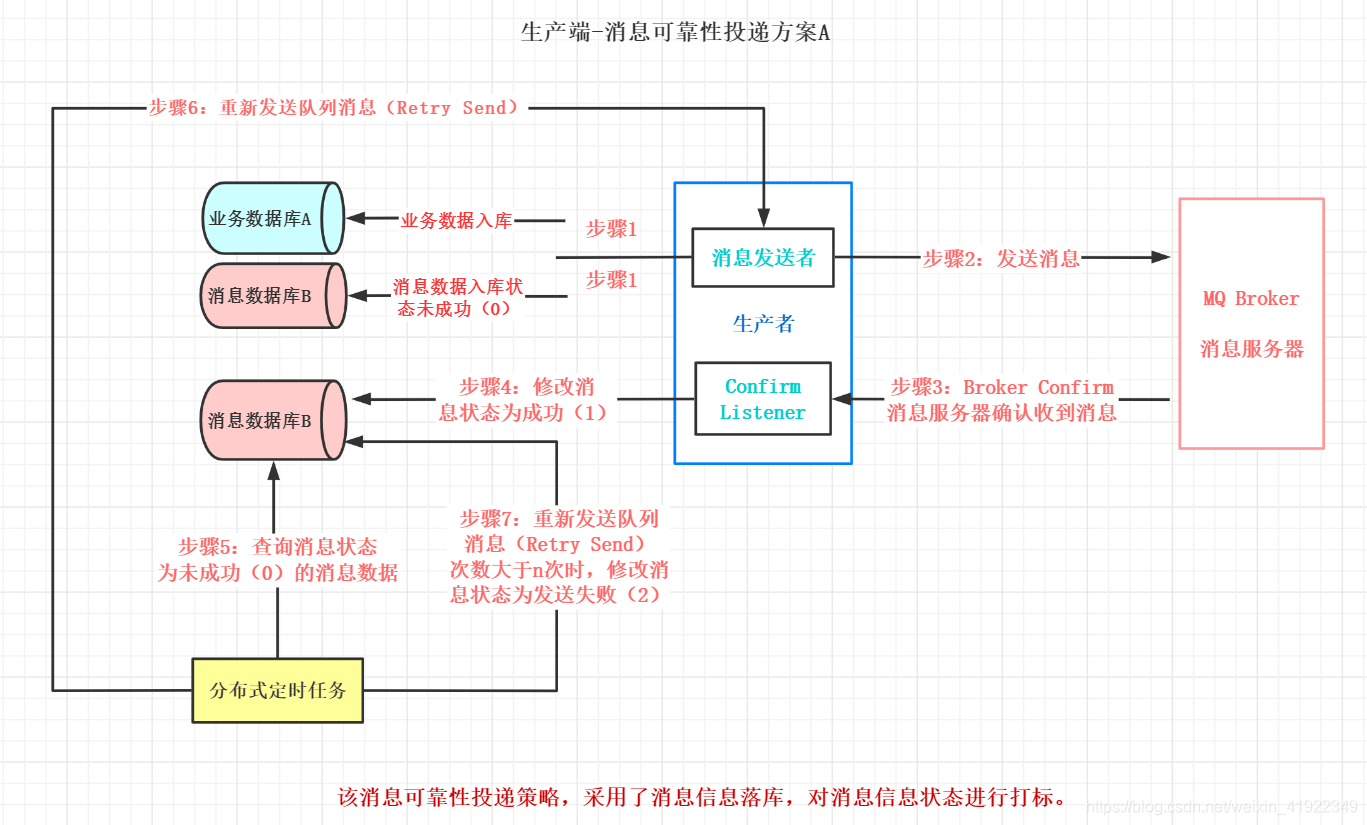 生产端-消息可靠性投递方案A
步骤6：重新发送队列消息（Retry Send）
业务数据库A
业务数据入库
步骤1
消息发送者
步骤2：发送消息
消息数据库B
消息数据入库状
态未成功（0）
步骤1
生产者
MQ Broker
消息服务器
消息数据库B
步骤4：修改消
息状态为成功（1）
Confirm
Listener
步骤3：Broker Confirm
消息服务器确认收到消息
步骤5：查询消息状态
为未成功（0）的消息数据
步骤7：重新发送队列
消息（Retry Send）
次数大于n次时，修改消
息状态为发送失败（2）
分布式定时任务
该消息可靠性投递策略，采用了消息信息落库，对消息信息状态进行打标。
https://blog.csdn.net/weixin_41922349